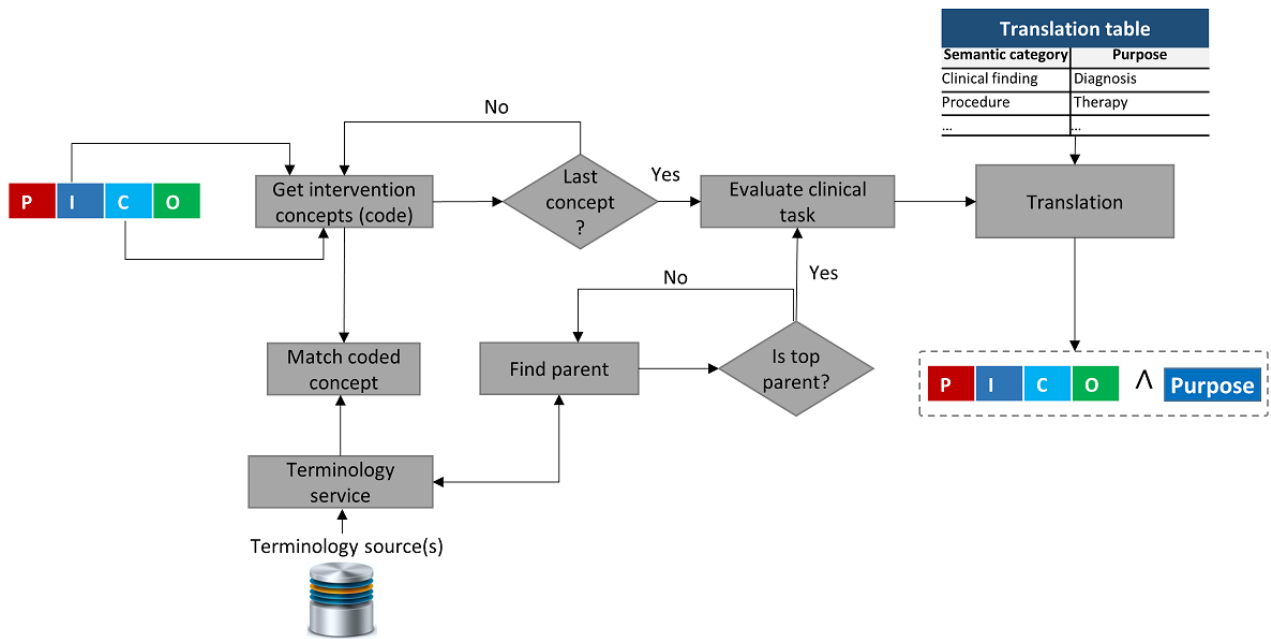 Translation table
Semantic category Purpose
Clinical finding Diagnosis
Procedure Therapy
... ...
No
P I C O
Get intervention
concepts (code)
Last
concept
?
Yes
Evaluate clinical
task
Translation
No
Yes
Match coded
concept
Find parent
Is top
parent?
P I C O ∧ Purpose
Terminology
service
Terminology source(s)